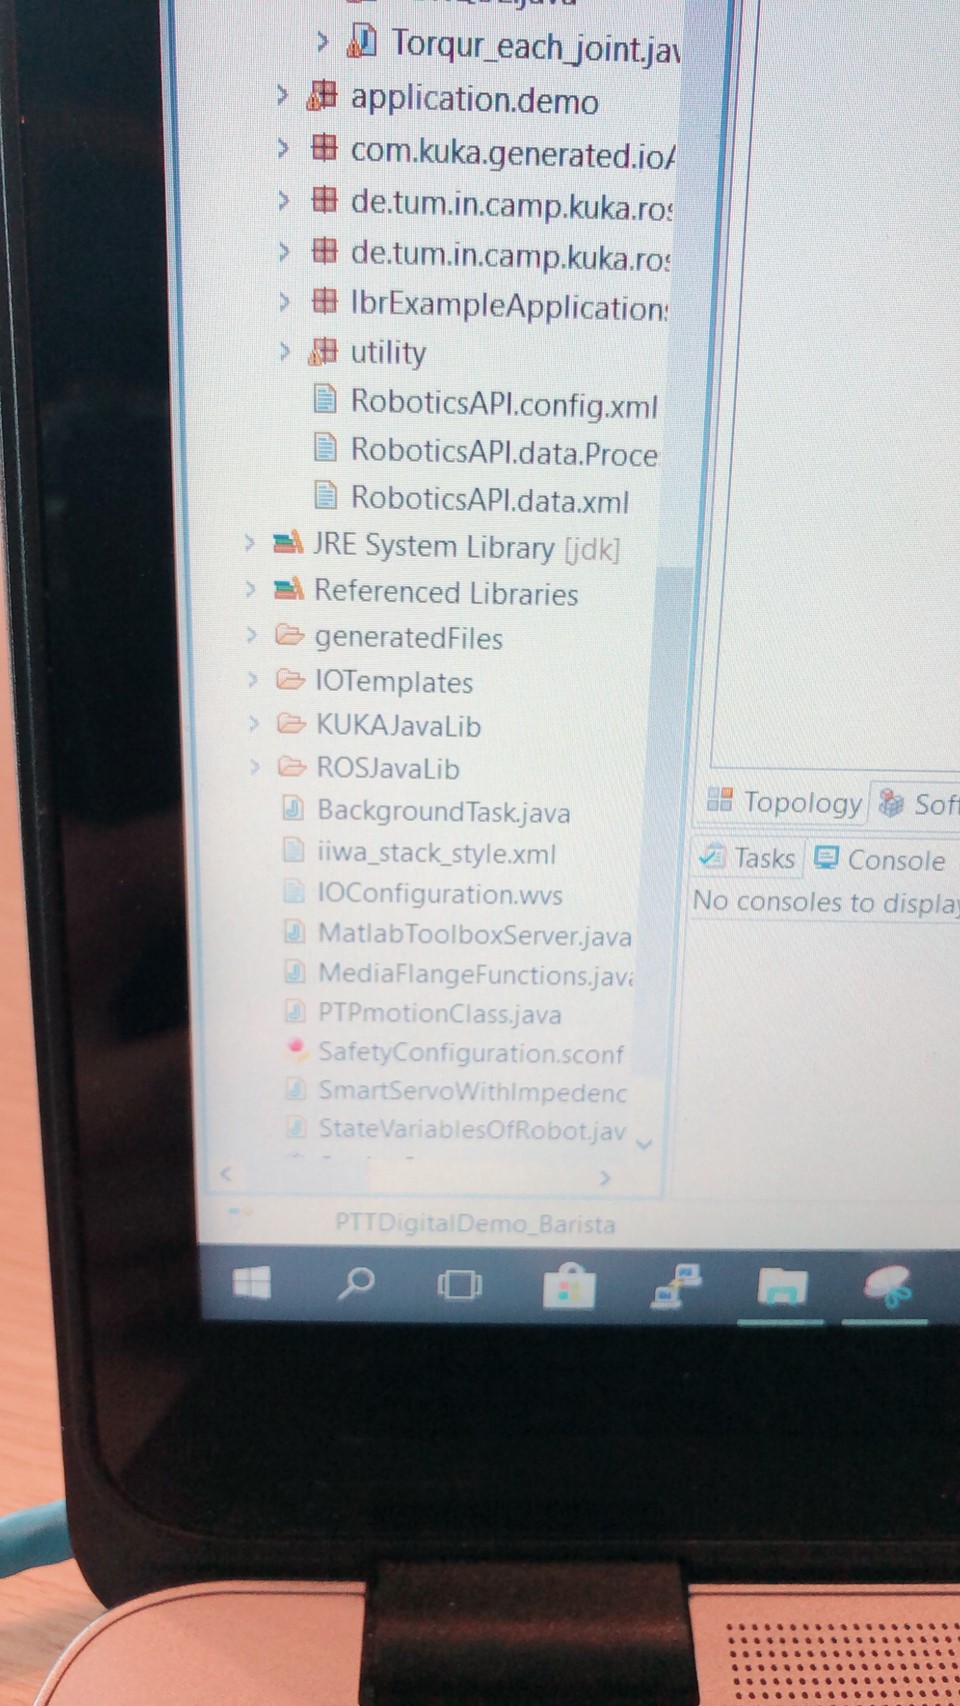 Torqur_each_joint.jav
application.demo
com.kuka.generated.ioA
de.tum.in.camp.kuka.ros
de.tum.in.camp.kuka.ros
lbrExampleApplications
utility
RoboticsAPI.config.xml
RoboticsAPI.data.Proce
RoboticsAPI.data.xml
JRE System Library [jdk]
Referenced Libraries
generatedFiles
IOTemplates
KUKAJavaLib
ROSJavaLib
BackgroundTask.java
iiwa_stack_style.xml
IOConfiguration.wvs
MatlabToolboxServer.java
MediaFlangeFunctions.java
PTPmotionClass.java
SafetyConfiguration.sconf
SmartServoWithImpedenc
StateVariablesOfRobot.jav
PTTDigitalDemo_Barista
Topology Soft
Tasks Console
No consoles to display